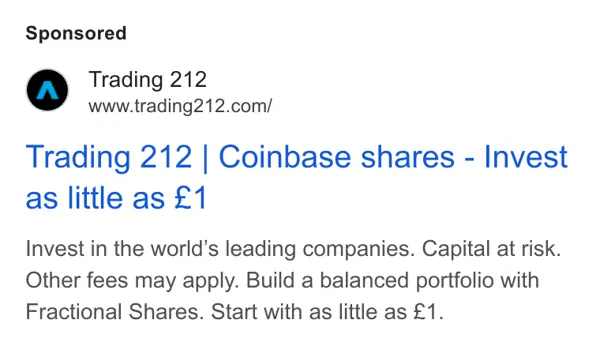 Sponsored
Trading 212
www.trading212.com/
Trading 212 | Coinbase shares - Invest
as little as £1
Invest in the world’s leading companies. Capital at risk.
Other fees may apply. Build a balanced portfolio with
Fractional Shares. Start with as little as £1.